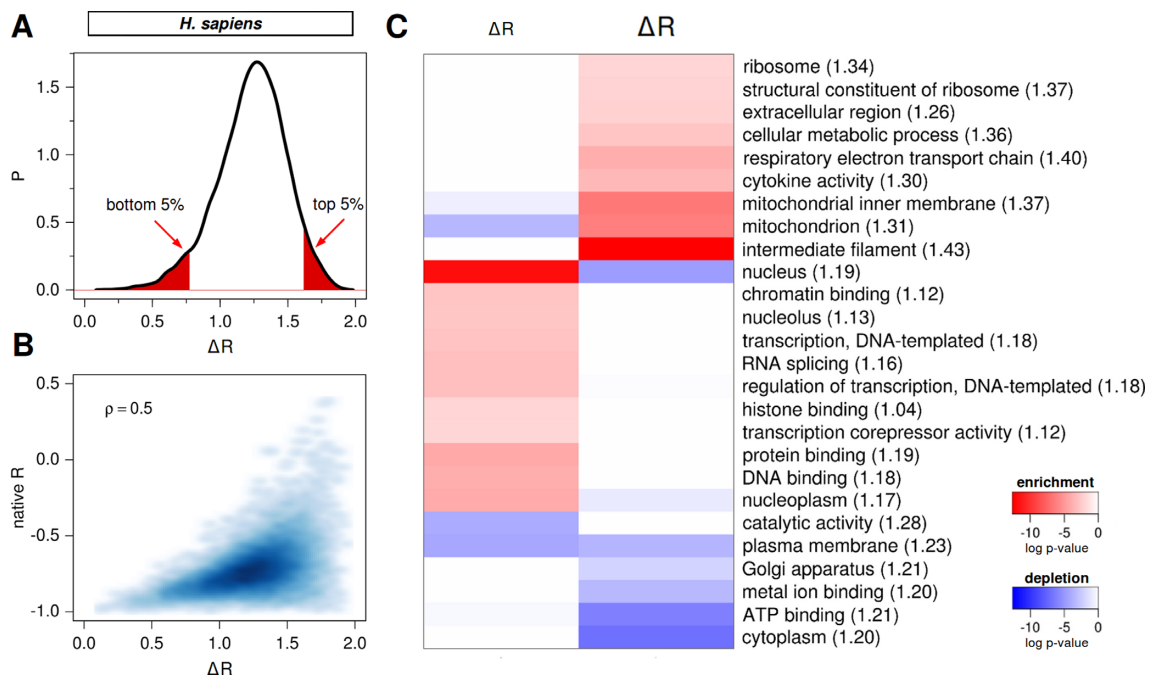 A
H. sapiens
P
1.5
1.0
0.5
0.0
bottom 5%
top 5%
0.0 0.5 1.0 1.5 2.0
ΔR
B
native R
0.5
0.0
-0.5
-1.0
ρ = 0.5
0.0 0.5 1.0 1.5 2.0
ΔR
C
ΔR ΔR
ribosome (1.34)
structural constituent of ribosome (1.37)
extracellular region (1.26)
cellular metabolic process (1.36)
respiratory electron transport chain (1.40)
cytokine activity (1.30)
mitochondrial inner membrane (1.37)
mitochondrion (1.31)
intermediate filament (1.43)
nucleus (1.19)
chromatin binding (1.12)
nucleolus (1.13)
transcription, DNA-templated (1.18)
RNA splicing (1.16)
regulation of transcription, DNA-templated (1.18)
histone binding (1.04)
transcription corepressor activity (1.12)
protein binding (1.19)
DNA binding (1.18)
nucleoplasm (1.17)
catalytic activity (1.28)
plasma membrane (1.23)
Golgi apparatus (1.21)
metal ion binding (1.20)
ATP binding (1.21)
cytoplasm (1.20)
enrichment
-10 -5 0
log p-value
depletion
-10 -5 0
log p-value